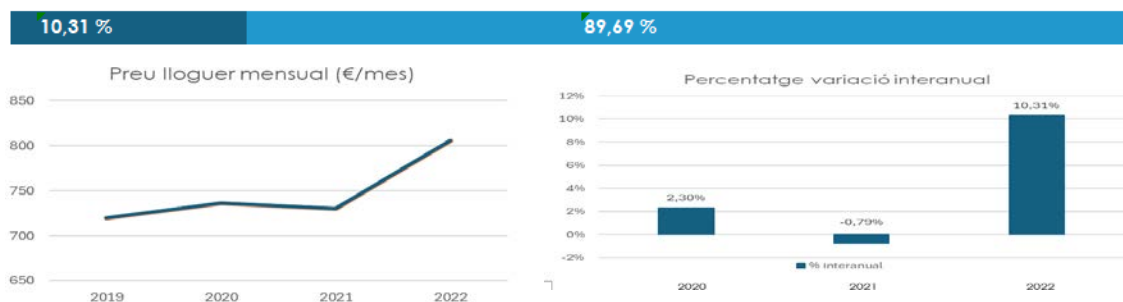 10,31 % 89,69 %
Preu lloguer mensual (€/mes)
850
800
750
700
650
2019 2020 2021 2022
Percentatge variació interanual
12%
10%
8%
6%
4%
2%
0%
-2%
2,30%
-0,79%
10,31%
% Interanual
2020 2021 2022